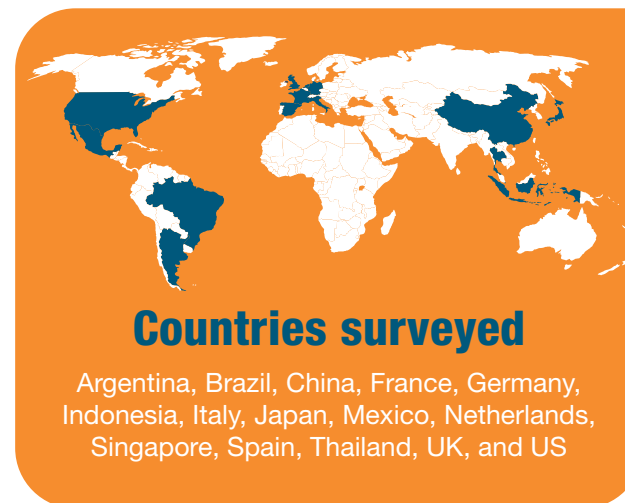 Countries surveyed
Argentina, Brazil, China, France, Germany,
Indonesia, Italy, Japan, Mexico, Netherlands,
Singapore, Spain, Thailand, UK, and US